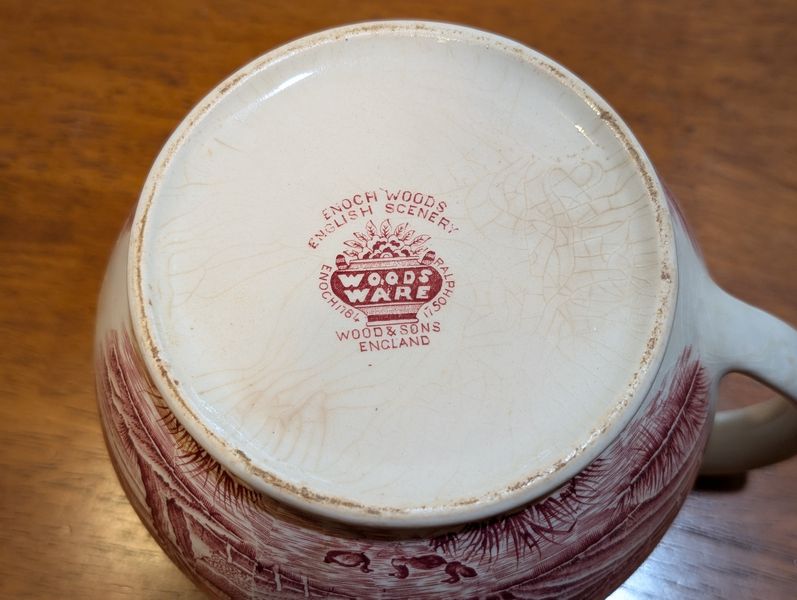 ENOCH WOODS
ENGLISH SCENERY
WOODS
WARE
ENOCH 1784
RALPH 1750
WOOD & SONS
ENGLAND